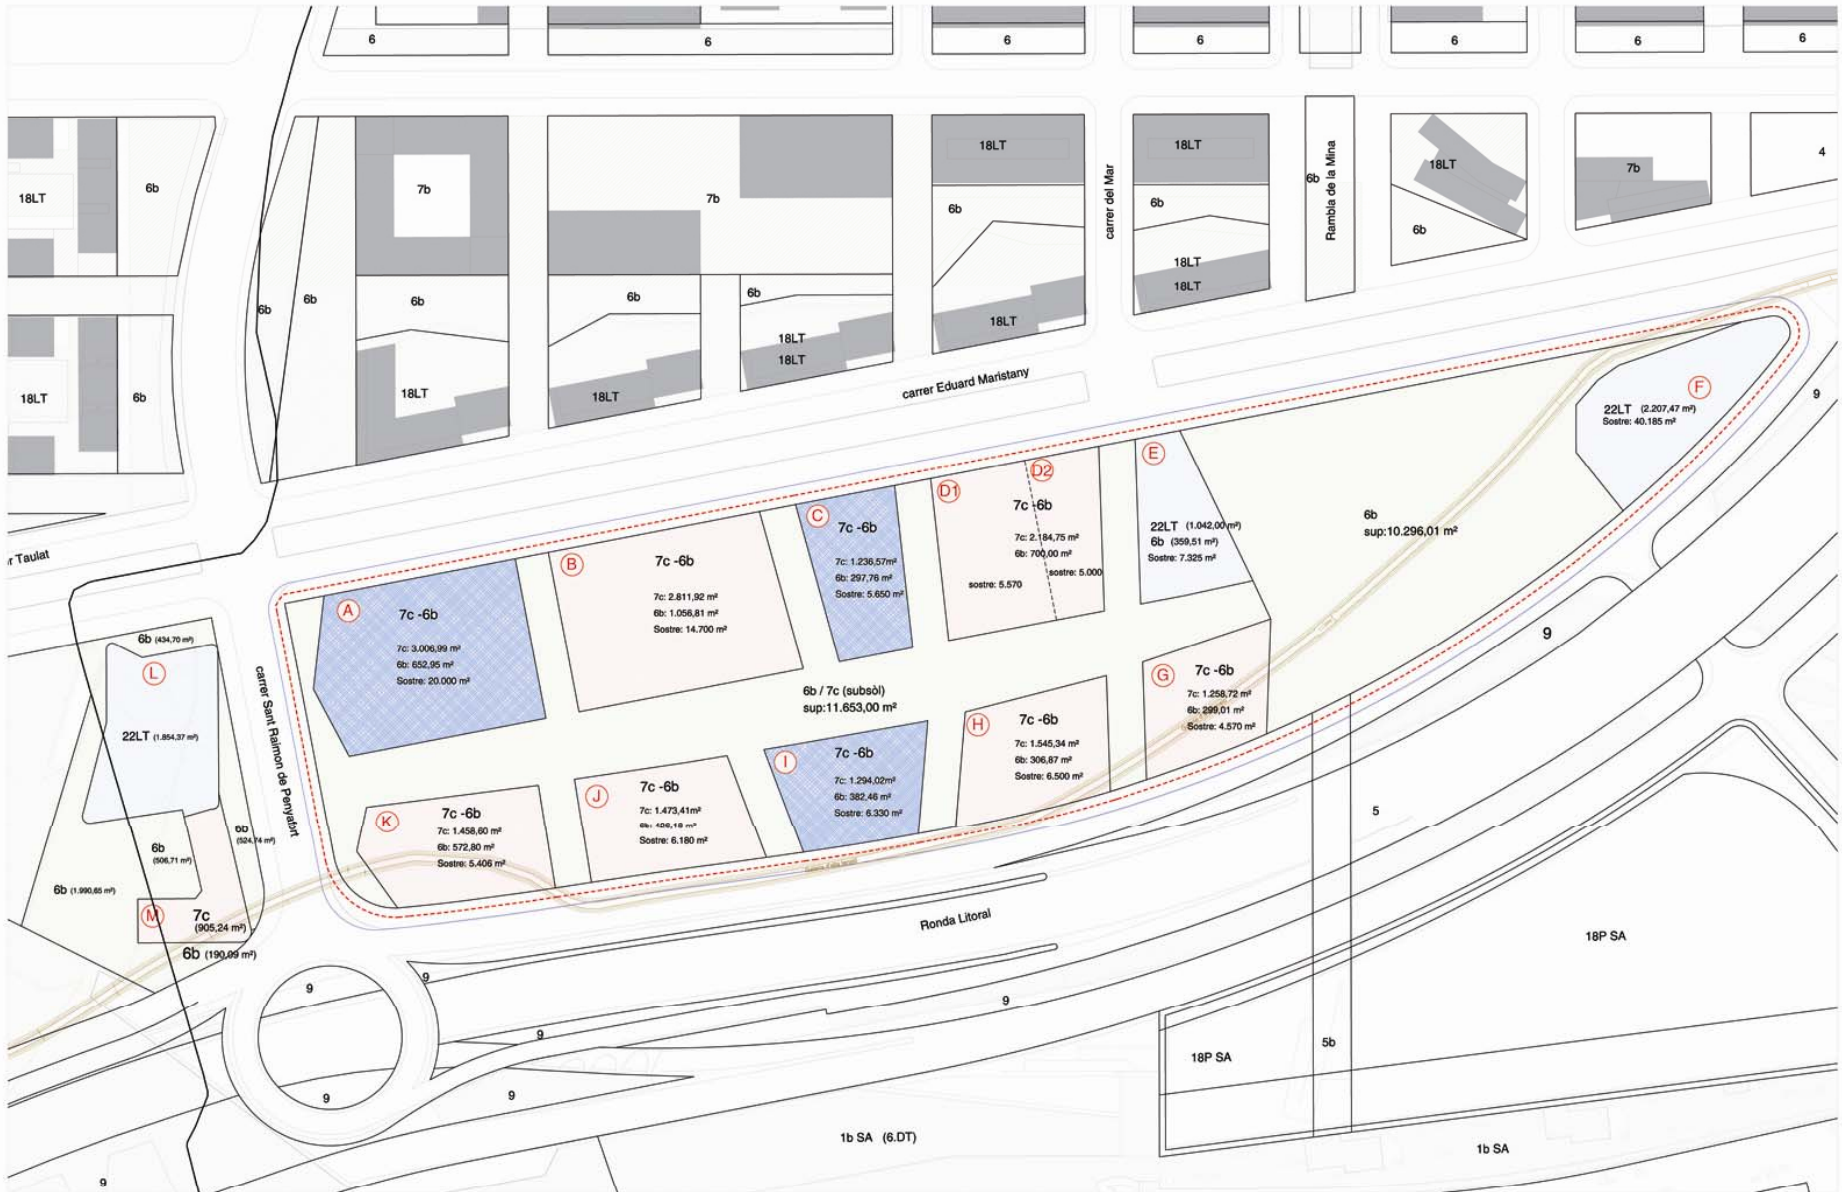 6
6
6
6
6
6
6
18LT
6b
7b
7b
18LT
6b
18LT
6b
18LT
18LT
carrer del Mar
6b
Rambla de la Mina
18LT
6b
7b
4
6b
6b
6b
18LT
6b
18LT
6b
18LT
18LT
18LT
18LT
6b
carrer Eduard Maristany
r Taulat
9
A
7c -6b
7c: 3.006,99 m²
6b: 652,95 m²
Sostre: 20.000 m²
B
7c -6b
7c: 2.811,92 m²
6b: 1.056,81 m²
Sostre: 14.700 m²
C
7c -6b
7c: 1.236,57m²
6b: 297,76 m²
Sostre: 5.650 m²
D1
D2
7c -6b
7c: 2.184,75 m²
6b: 700,00 m²
sostre: 5.570
sostre: 5.000
E
22LT (1.042,00 m²)
6b (359,51 m²)
Sostre: 7.325 m²
6b
sup:10.296,01 m²
F
22LT (2.207,47 m²)
Sostre: 40.185 m²
6b / 7c (subsòl)
sup:11.653,00 m²
G
7c -6b
7c: 1.258,72 m²
6b: 299,01 m²
Sostre: 4.570 m²
H
7c -6b
7c: 1.545,34 m²
6b: 306,87 m²
Sostre: 6.500 m²
I
7c -6b
7c: 1.294,02m²
6b: 382,46 m²
Sostre: 6.330 m²
J
7c -6b
7c: 1.473,41m²
Sostre: 6.180 m²
K
7c -6b
7c: 1.458,60 m²
6b: 572,80 m²
Sostre: 5.406 m²
6b (434,70 m²)
L
22LT (1.854,37 m²)
carrer Sant Raimon de Penyafort
6b
(524,74 m²)
6b
(506,71 m²)
6b (1.990,65 m²)
M
7c
(905,24 m²)
6b (190,09 m²)
Ronda Litoral
9
5
9
9
9
9
9
9
9
18P SA
18P SA
5b
1b SA (6.DT)
1b SA